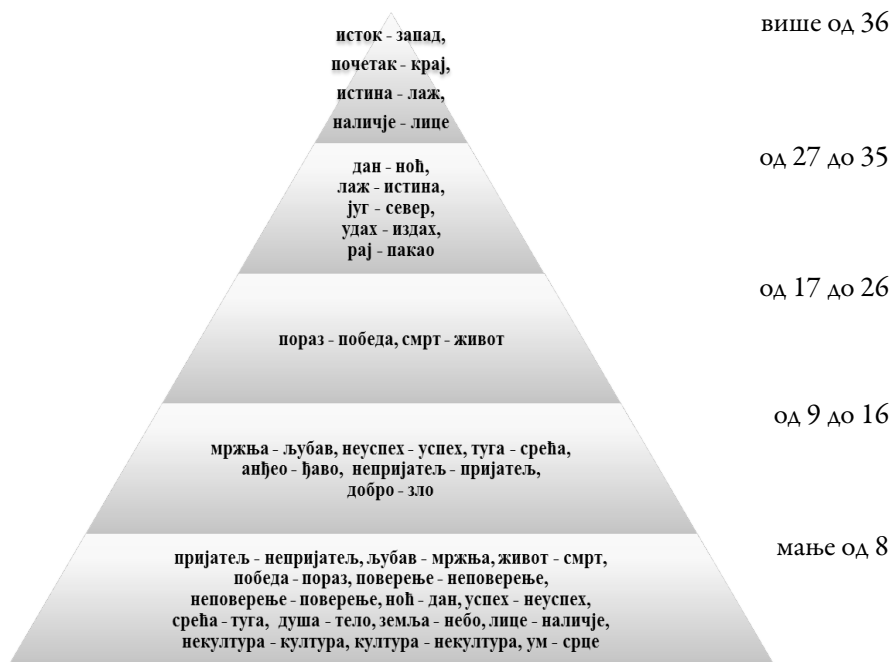 више од 36
исток - запад,
почетак - крај,
истина - лаж,
наличје - лице
од 27 до 35
дан - ноћ,
лаж - истина,
југ - север,
удах - издах,
рај - пакао
од 17 до 26
пораз - победа, смрт - живот
од 9 до 16
мржња - љубав, неуспех - успех, туга - срећа,
анђео - ђаво, непријатељ - пријатељ,
добро - зло
мање од 8
пријатељ - непријатељ, љубав - мржња, живот - смрт,
победа - пораз, поверење - неповерење,
неповерење - поверење, ноћ - дан, успех - неуспех,
срећа - туга, душа - тело, земља - небо, лице - наличје,
некултура - култура, култура - некултура, ум - срце